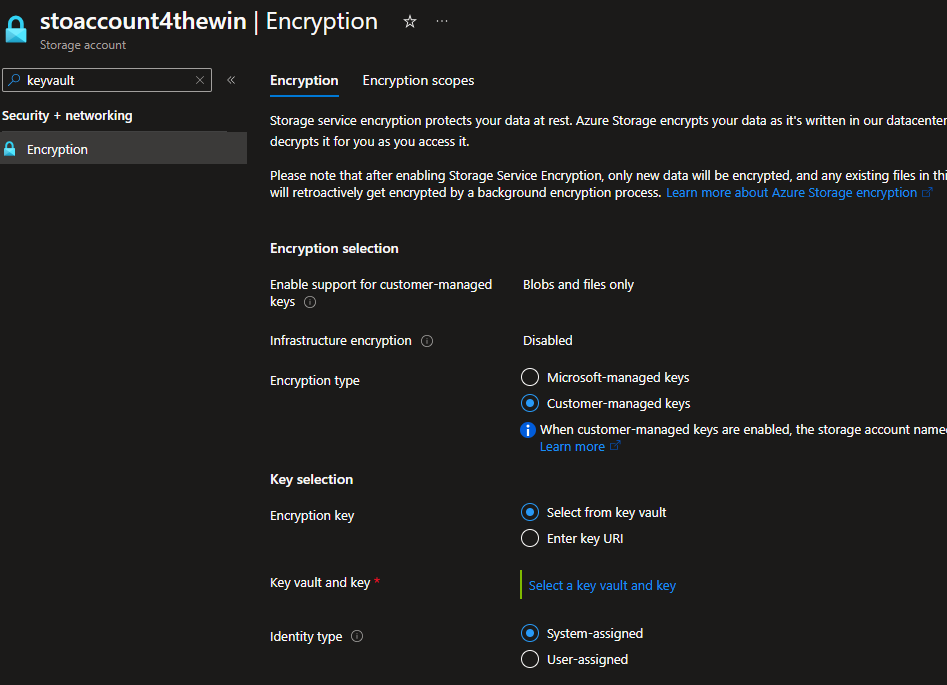 stoaccount4thewin | Encryption
Storage account
keyvault
Security + networking
Encryption
Encryption Encryption scopes
Storage service encryption protects your data at rest. Azure Storage encrypts your data as it's written in our datacenter
decrypts it for you as you access it.
Please note that after enabling Storage Service Encryption, only new data will be encrypted, and any existing files in thi
will retroactively get encrypted by a background encryption process. Learn more about Azure Storage encryption
Encryption selection
Enable support for customer-managed
keys
Blobs and files only
Infrastructure encryption
Disabled
Encryption type
Microsoft-managed keys
Customer-managed keys
When customer-managed keys are enabled, the storage account name
Learn more
Key selection
Encryption key
Select from key vault
Enter key URI
Key vault and key *
Select a key vault and key
Identity type
System-assigned
User-assigned